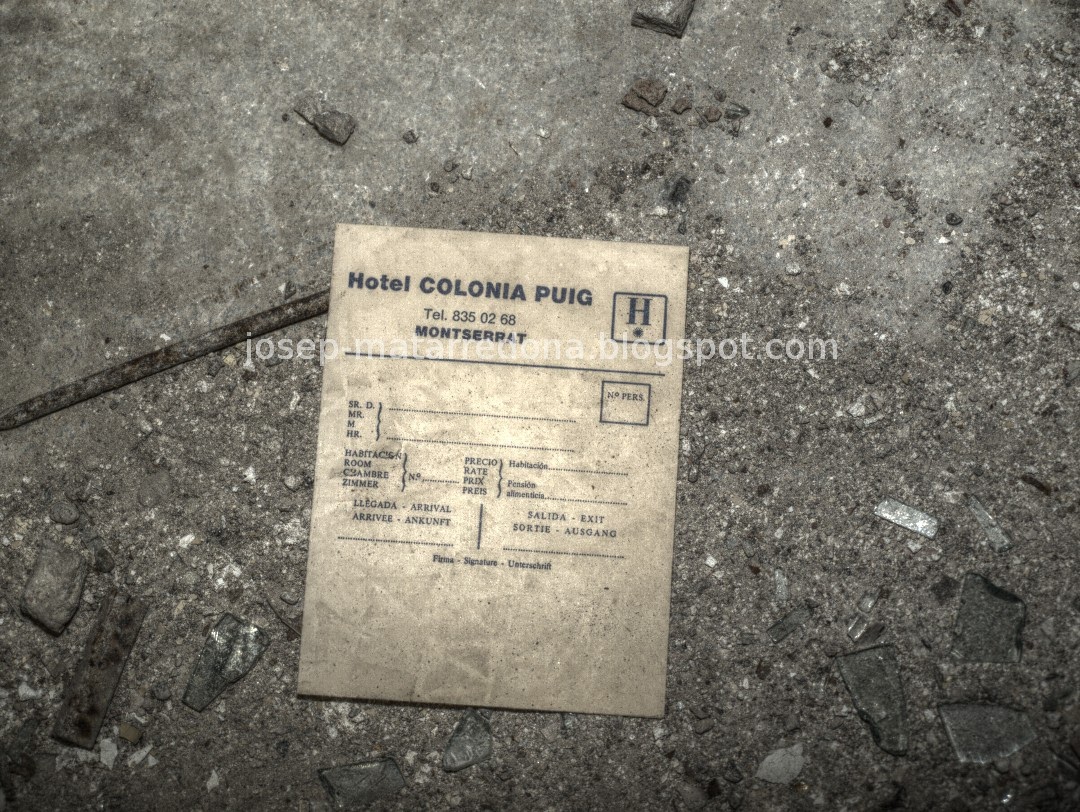 Hotel COLONIA PUIG
H
Tel. 835 02 68
MONTSERRAT
josep-matarredona.blogspot.com
Nº PERS.
SR. D.
MR.
M
HR.
HABITACION
ROOM
CHAMBRE
ZIMMER
Nº.
PRECIO
RATE
PRIX
PREIS
Habitación
Pensión
alimenticia
LLEGADA - ARRIVAL
ARRIVEE - ANKUNFT
SALIDA - EXIT
SORTIE - AUSGANG
Firma - Signature - Unterschrift